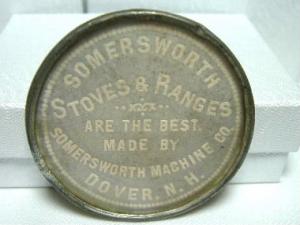 SOMERSWORTH
STOVES & RANGES
ARE THE BEST.
MADE BY
SOMERSWORTH MACHINE CO.
DOVER, N. H.